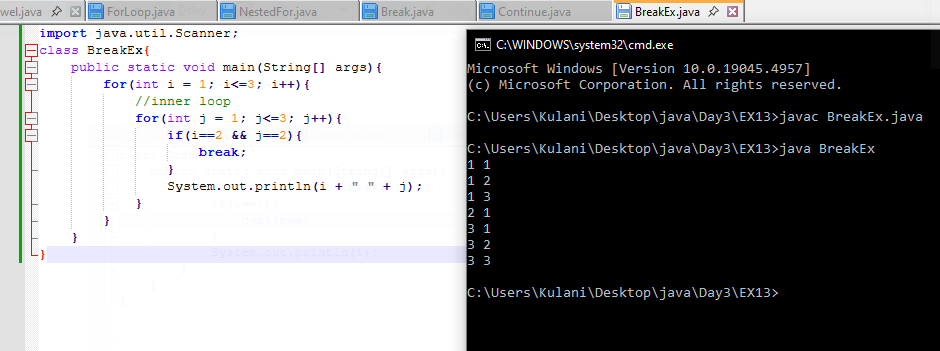 wel.java ForLoop.java NestedFor.java Break.java Continue.java BreakEx.java
import java.util.Scanner;
class BreakEx{
public static void main(String[] args){
for(int i = 1; i<=3; i++){
//inner loop
for(int j = 1; j<=3; j++){
if(i==2 && j==2){
break;
}
System.out.println(i + " " + j);
}
}
}
}
C:\WINDOWS\system32\cmd.exe
Microsoft Windows [Version 10.0.19045.4957]
(c) Microsoft Corporation. All rights reserved.
C:\Users\Kulani\Desktop\java\Day3\EX13>javac BreakEx.java
C:\Users\Kulani\Desktop\java\Day3\EX13>java BreakEx
1 1
1 2
1 3
2 1
3 1
3 2
3 3
C:\Users\Kulani\Desktop\java\Day3\EX13>